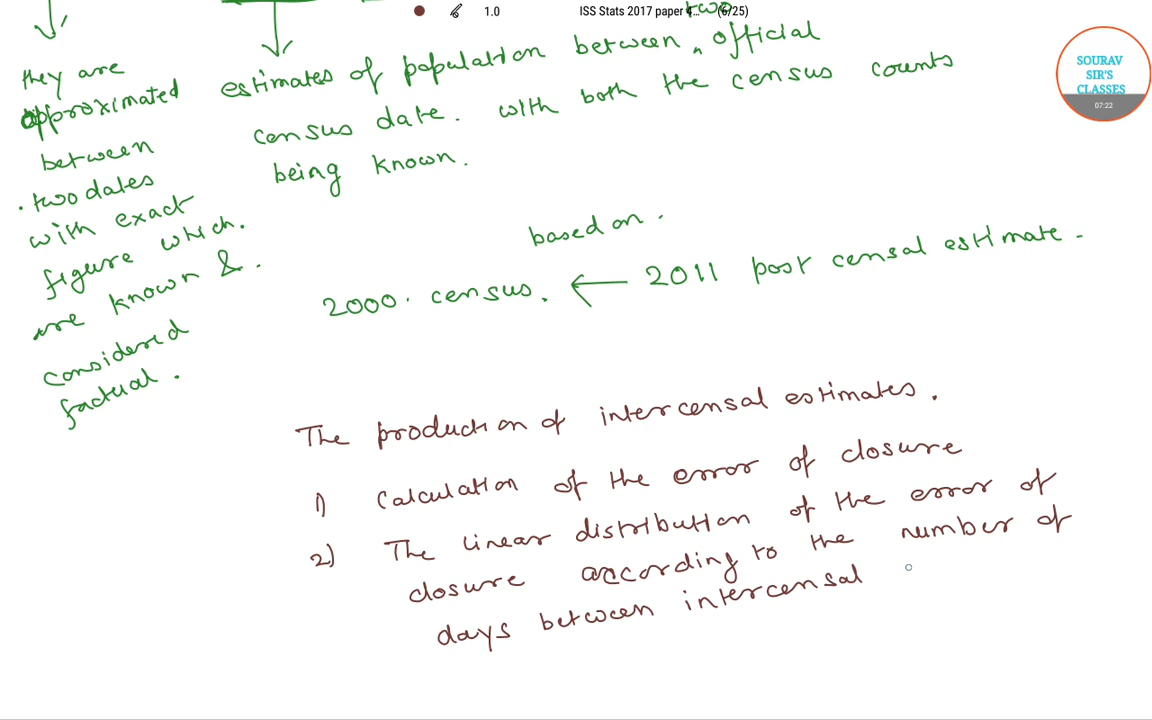 1.0
ISS Stats 2017 paper 4... (6/25)
SOURAV
SIR'S
CLASSES
07:22
they are
approximated
between
two dates
with exact
figure which.
are known &.
considered
factual.
two
estimates of population between ^ official
census date. with both the census counts
being known.
based on.
2000. census. ← 2011 post censal estimate.
The production of intercensal estimates.
1) Calculation of the error of closure
2) The linear distribution of the error of
closure according to the number of
days between intercensal